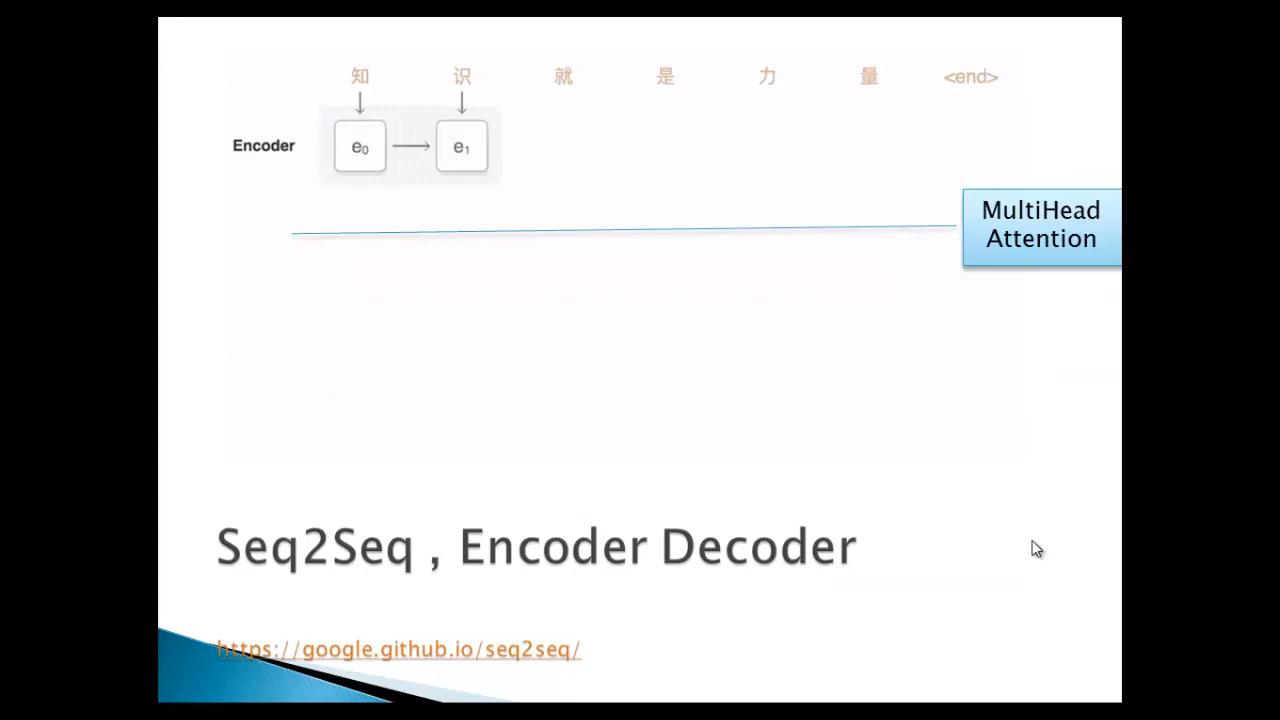 知 识 就 是 力 量 <end>
Encoder e₀ e₁
MultiHead
Attention
Seq2Seq , Encoder Decoder
https://google.github.io/seq2seq/